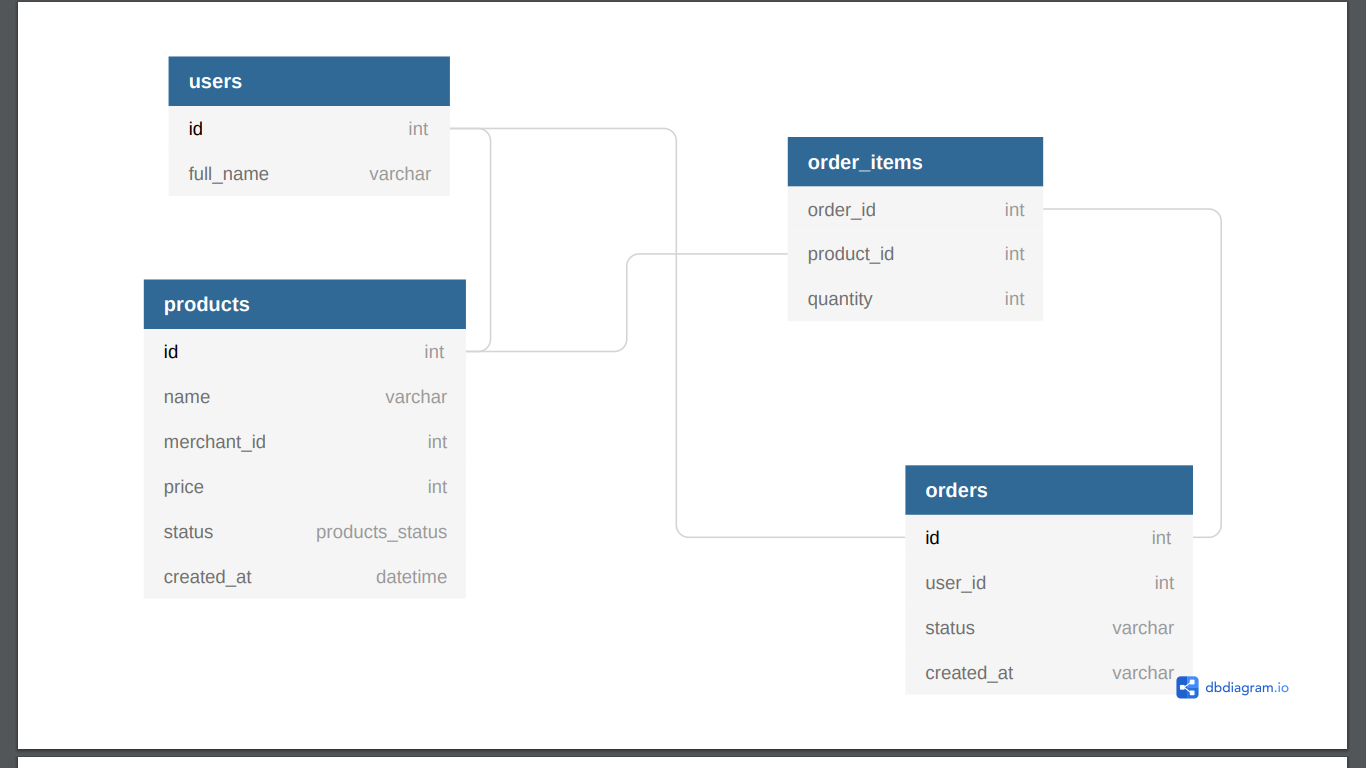 users
id int
full_name varchar
products
id int
name varchar
merchant_id int
price int
status products_status
created_at datetime
order_items
order_id int
product_id int
quantity int
orders
id int
user_id int
status varchar
created_at varchar
dbdiagram.io